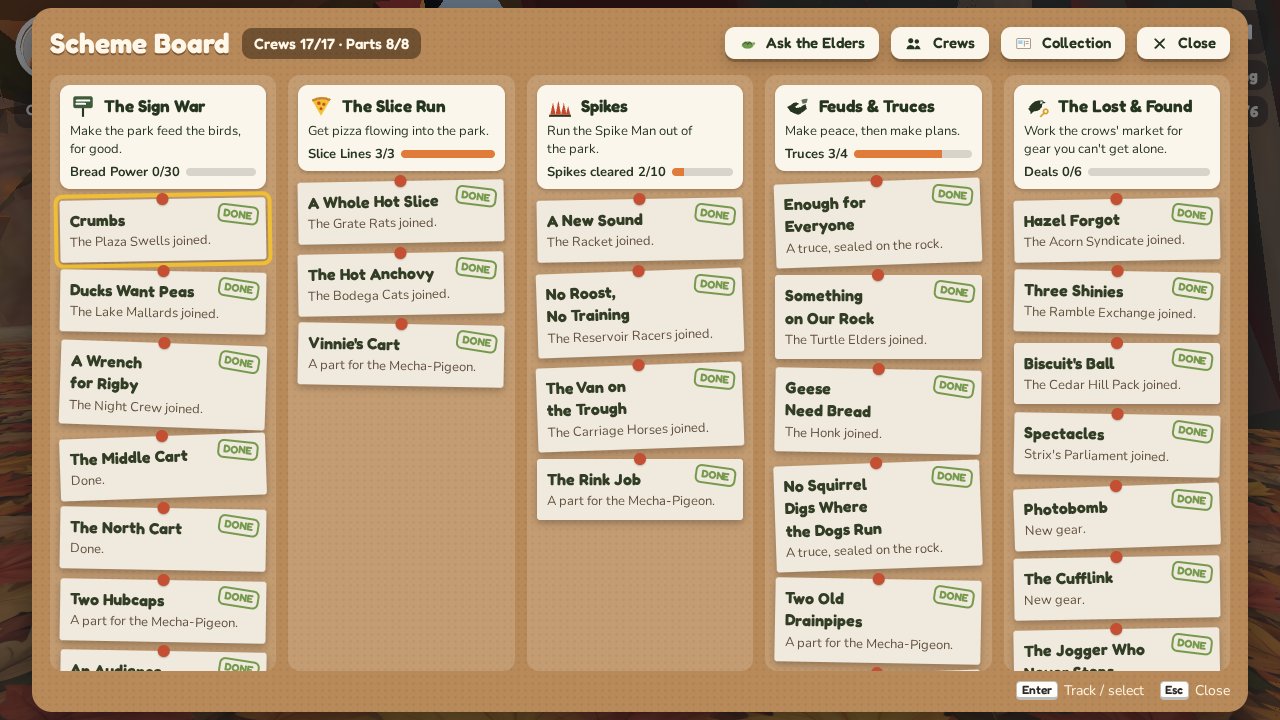 Scheme Board
Crews 17/17 · Parts 8/8
Ask the Elders
Crews
Collection
Close
The Sign War
Make the park feed the birds,
for good.
Bread Power 0/30
Crumbs
DONE
The Plaza Swells joined.
Ducks Want Peas
DONE
The Lake Mallards joined.
A Wrench
for Rigby
DONE
The Night Crew joined.
The Middle Cart
DONE
Done.
The North Cart
DONE
Done.
Two Hubcaps
DONE
A part for the Mecha-Pigeon.
An Audience
DONE
The Slice Run
Get pizza flowing into the park.
Slice Lines 3/3
A Whole Hot Slice
DONE
The Grate Rats joined.
The Hot Anchovy
DONE
The Bodega Cats joined.
Vinnie's Cart
DONE
A part for the Mecha-Pigeon.
Spikes
Run the Spike Man out of
the park.
Spikes cleared 2/10
A New Sound
DONE
The Racket joined.
No Roost,
No Training
DONE
The Reservoir Racers joined.
The Van on
the Trough
DONE
The Carriage Horses joined.
The Rink Job
DONE
A part for the Mecha-Pigeon.
Feuds & Truces
Make peace, then make plans.
Truces 3/4
Enough for
Everyone
DONE
A truce, sealed on the rock.
Something
on Our Rock
DONE
The Turtle Elders joined.
Geese
Need Bread
DONE
The Honk joined.
No Squirrel
Digs Where
the Dogs Run
DONE
A truce, sealed on the rock.
Two Old
Drainpipes
DONE
A part for the Mecha-Pigeon.
The Lost & Found
Work the crows' market for
gear you can't get alone.
Deals 0/6
Hazel Forgot
DONE
The Acorn Syndicate joined.
Three Shinies
DONE
The Ramble Exchange joined.
Biscuit's Ball
DONE
The Cedar Hill Pack joined.
Spectacles
DONE
Strix's Parliament joined.
Photobomb
DONE
New gear.
The Cufflink
DONE
New gear.
The Jogger Who
Never Stops
DONE
Enter Track / select
Esc Close